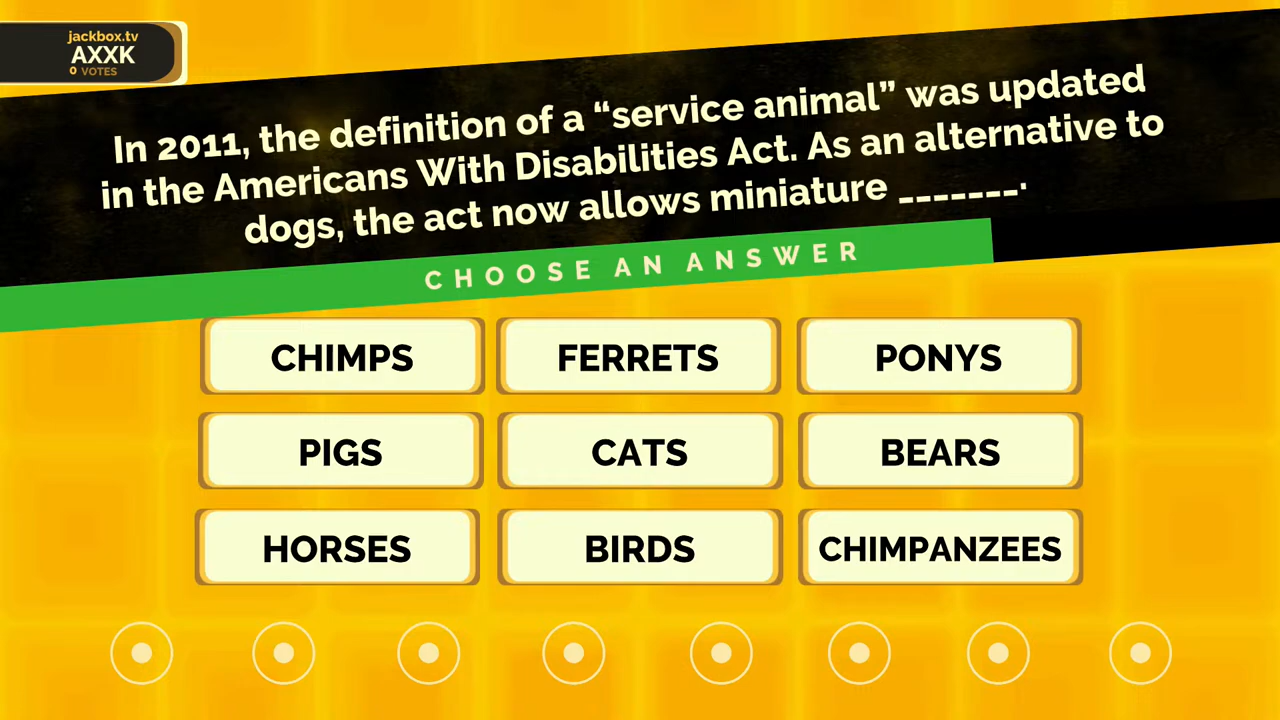 jackbox.tv
AXXK
0 VOTES
In 2011, the definition of a “service animal” was updated
in the Americans With Disabilities Act. As an alternative to
dogs, the act now allows miniature _______.
CHOOSE AN ANSWER
CHIMPS
FERRETS
PONYS
PIGS
CATS
BEARS
HORSES
BIRDS
CHIMPANZEES